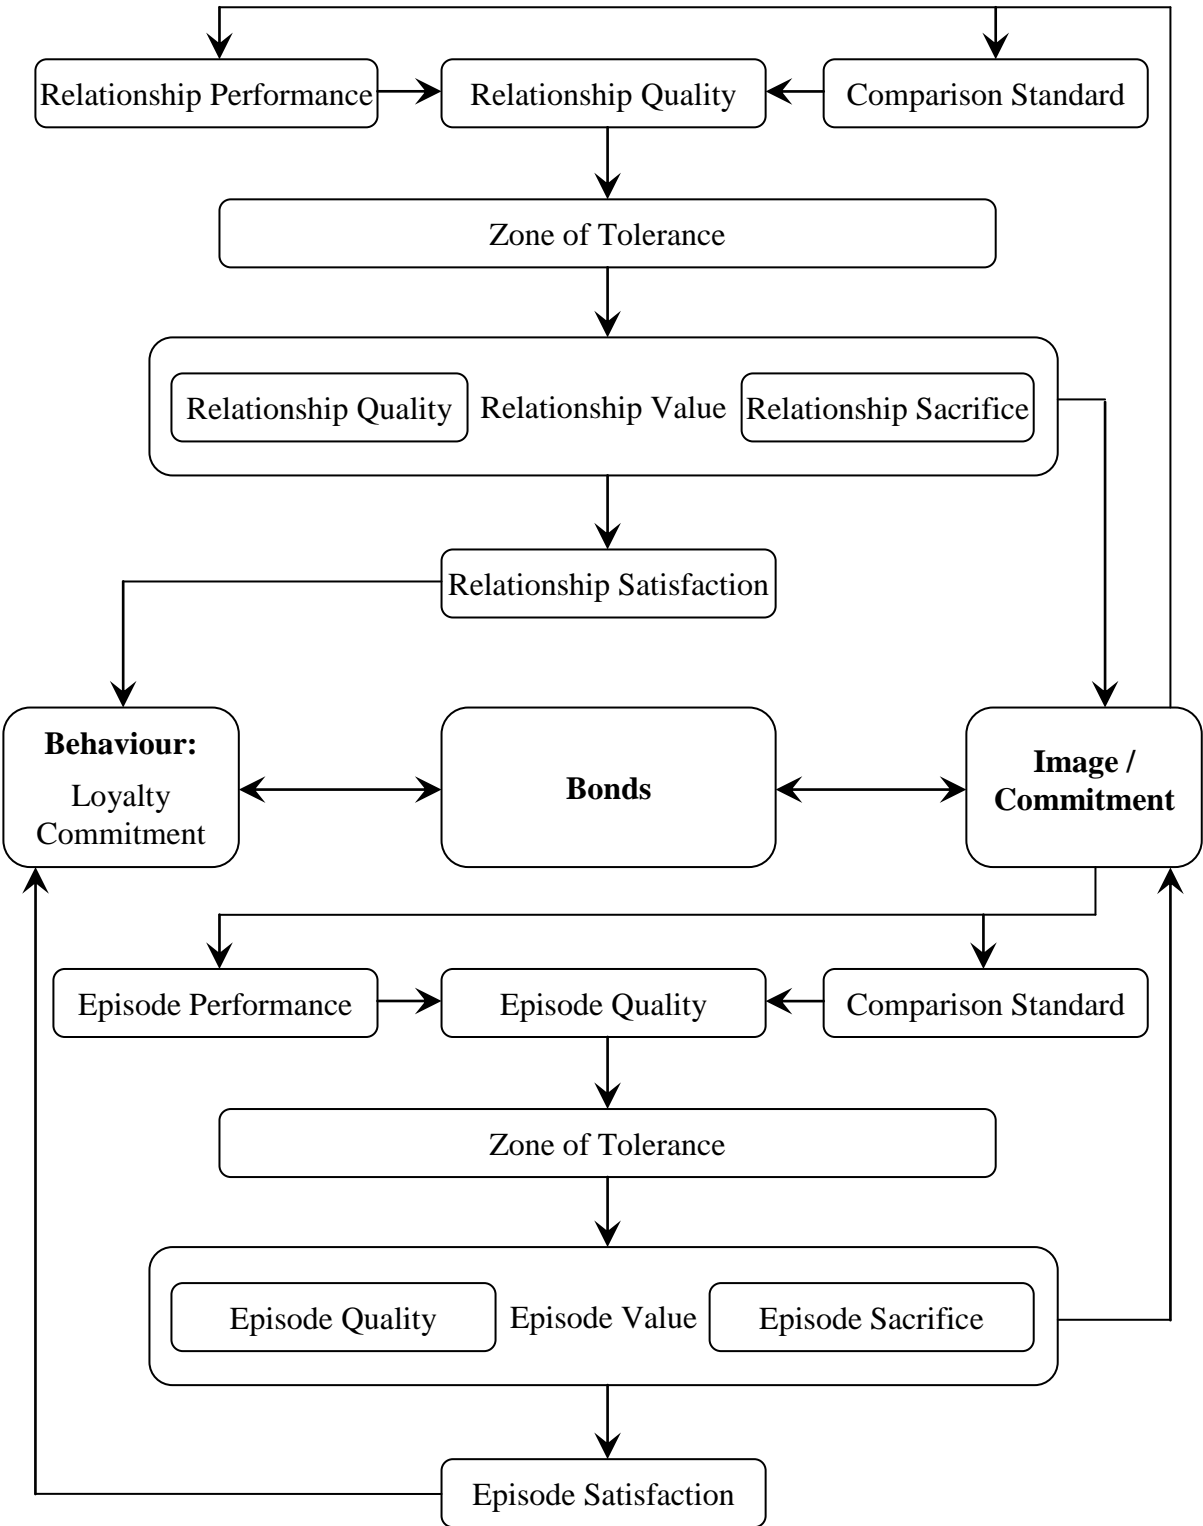 Relationship Performance
Relationship Quality
Comparison Standard
Zone of Tolerance
Relationship Quality
Relationship Value
Relationship Sacrifice
Relationship Satisfaction
Behaviour:
Loyalty
Commitment
Bonds
Image /
Commitment
Episode Performance
Episode Quality
Comparison Standard
Zone of Tolerance
Episode Quality
Episode Value
Episode Sacrifice
Episode Satisfaction